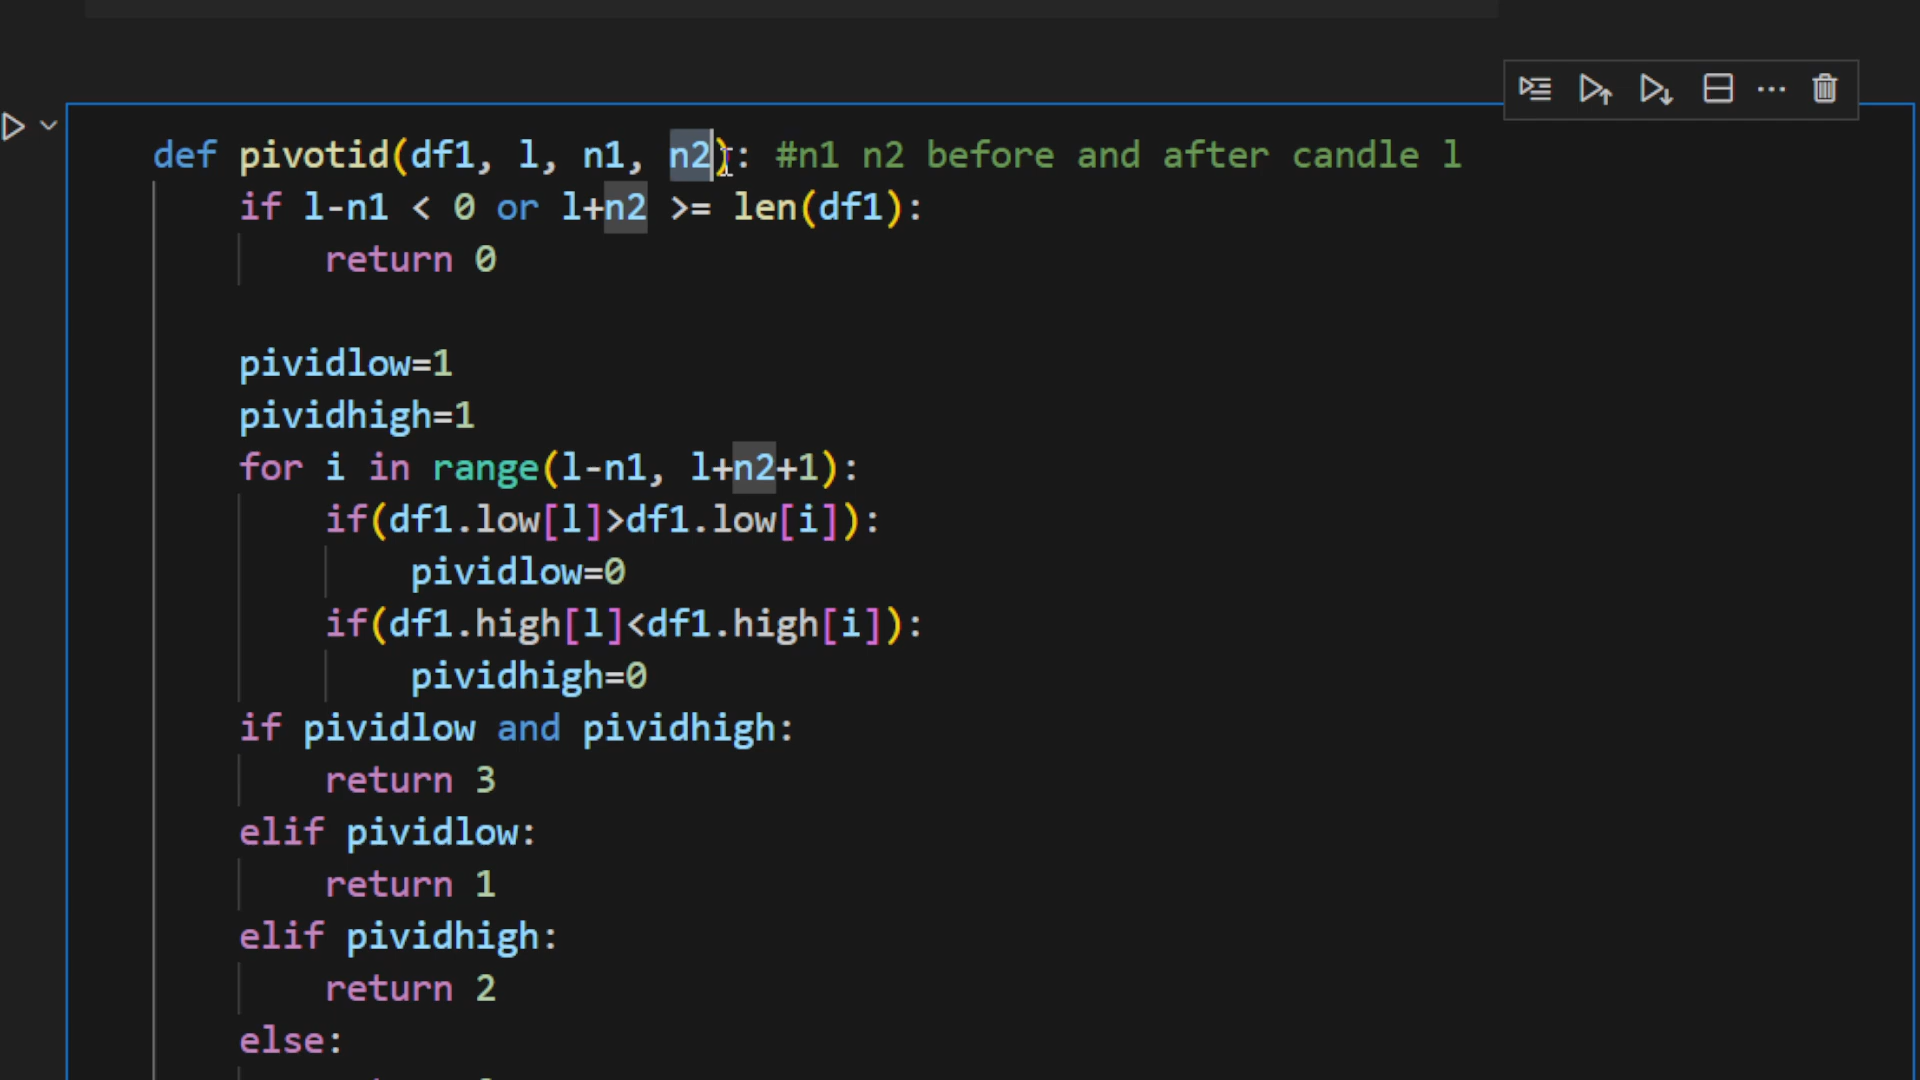 def pivotid(df1, l, n1, n2): #n1 n2 before and after candle l
    if l-n1 < 0 or l+n2 >= len(df1):
        return 0

    pividlow=1
    pividhigh=1
    for i in range(l-n1, l+n2+1):
        if(df1.low[l]>df1.low[i]):
            pividlow=0
        if(df1.high[l]<df1.high[i]):
            pividhigh=0
    if pividlow and pividhigh:
        return 3
    elif pividlow:
        return 1
    elif pividhigh:
        return 2
    else: